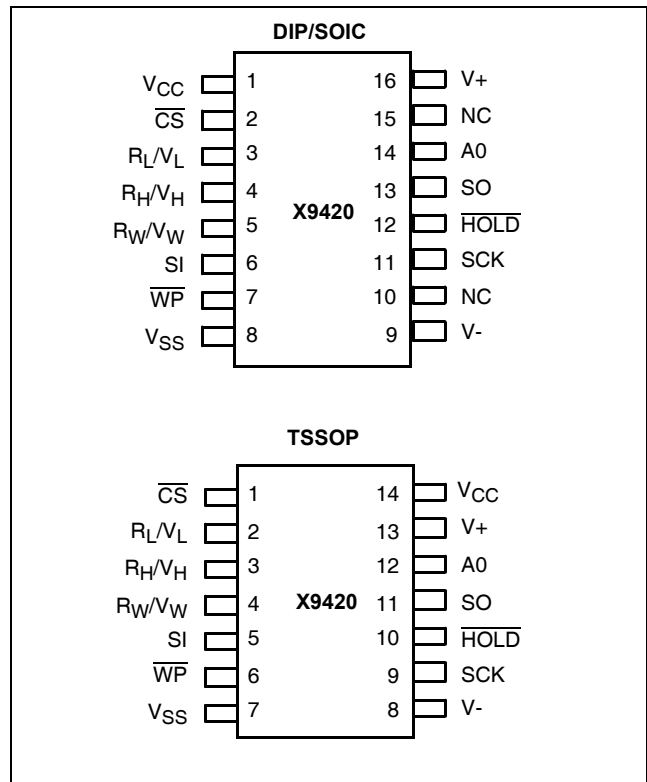 DIP/SOIC
VCC 1 16 V+
CS 2 15 NC
RL/VL 3 14 A0
RH/VH 4 13 SO
X9420
RW/VW 5 12 HOLD
SI 6 11 SCK
WP 7 10 NC
VSS 8 9 V-
TSSOP
CS 1 14 VCC
RL/VL 2 13 V+
RH/VH 3 12 A0
RW/VW 4 X9420 11 SO
SI 5 10 HOLD
WP 6 9 SCK
VSS 7 8 V-